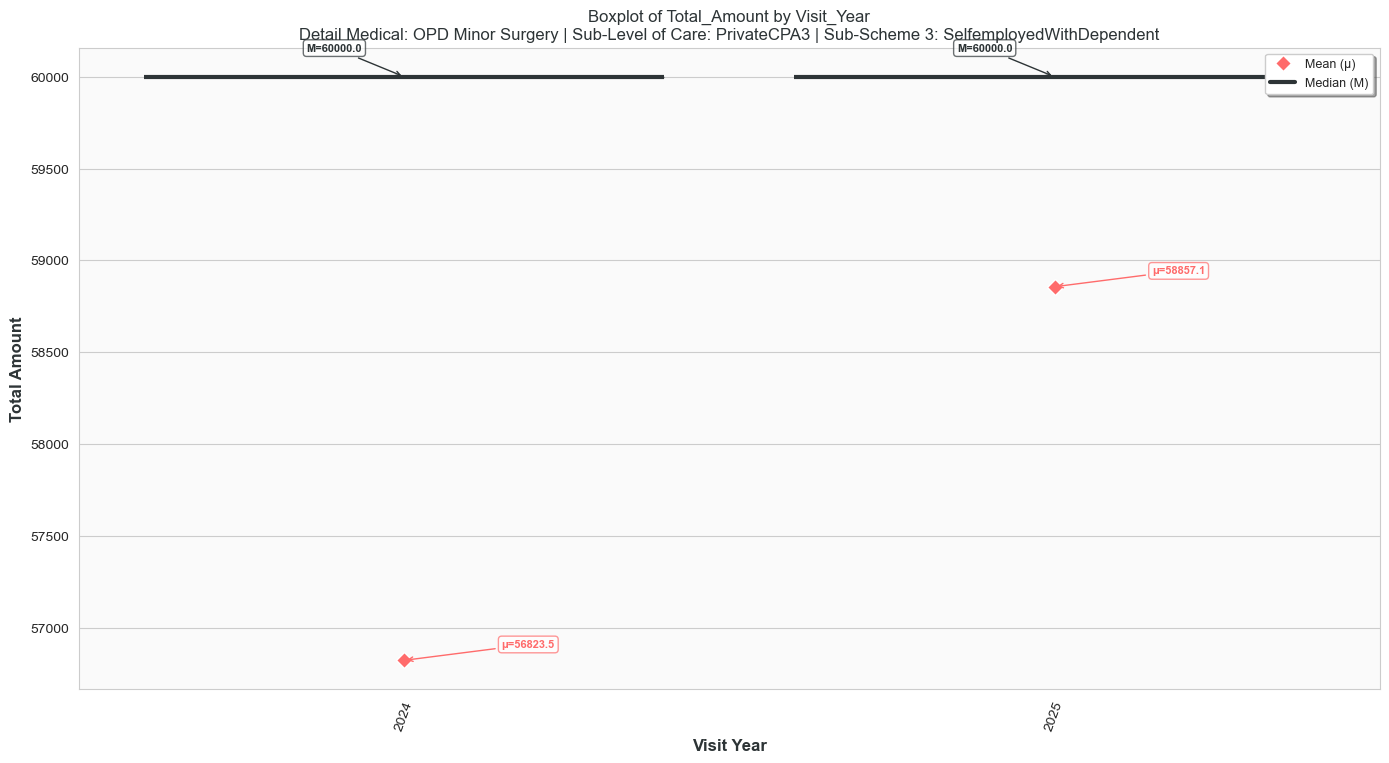 Boxplot of Total_Amount by Visit_Year
Detail Medical: OPD Minor Surgery | Sub-Level of Care: PrivateCPA3 | Sub-Scheme 3: SelfemployedWithDependent
M=60000.0
M=60000.0
Mean (μ)
Median (M)
60000
59500
59000
58500
58000
57500
57000
Total Amount
μ=58857.1
μ=56823.5
2024
2025
Visit Year